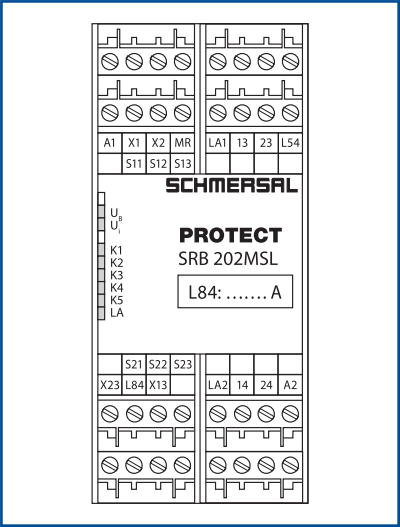 A1 X1 X2 MR LA1 13 23 L54
S11 S12 S13
SCHMERSAL
PROTECT
SRB 202MSL
L84: ....... A
UB
Ui
K1
K2
K3
K4
K5
LA
S21 S22 S23
X23 L84 X13 LA2 14 24 A2